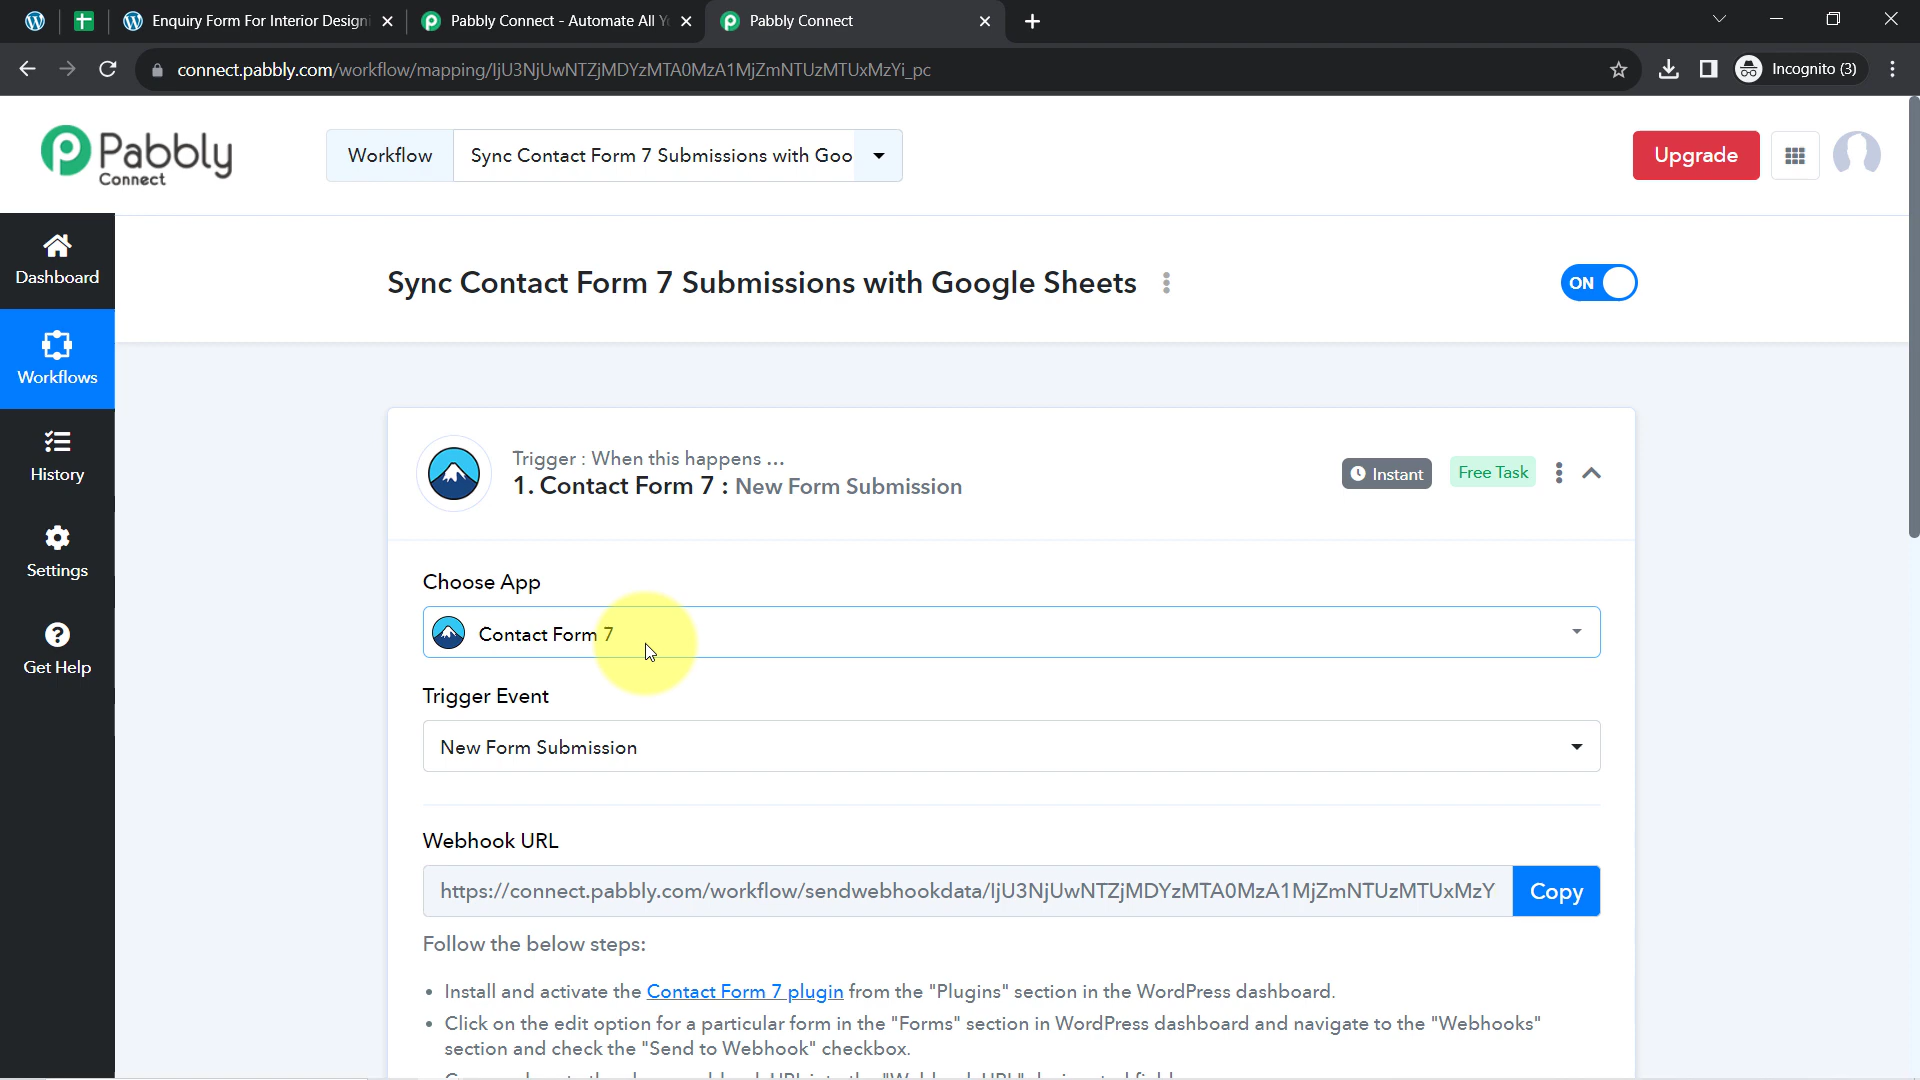 Enquiry Form For Interior Designi
Pabbly Connect - Automate All Yo
Pabbly Connect
connect.pabbly.com/workflow/mapping/IjU3NjUwNTZjMDYzMTA0MzA1MjZmNTUzMTUxMzYi_pc
Incognito (3)
Pabbly
Connect
Workflow
Sync Contact Form 7 Submissions with Goo
Upgrade
Dashboard
Workflows
History
Settings
Get Help
Sync Contact Form 7 Submissions with Google Sheets
ON
Trigger : When this happens ...
1. Contact Form 7 : New Form Submission
Instant
Free Task
Choose App
Contact Form 7
Trigger Event
New Form Submission
Webhook URL
https://connect.pabbly.com/workflow/sendwebhookdata/IjU3NjUwNTZjMDYzMTA0MzA1MjZmNTUzMTUxMzY
Copy
Follow the below steps:
• Install and activate the Contact Form 7 plugin from the "Plugins" section in the WordPress dashboard.
• Click on the edit option for a particular form in the "Forms" section in WordPress dashboard and navigate to the "Webhooks"
section and check the "Send to Webhook" checkbox.